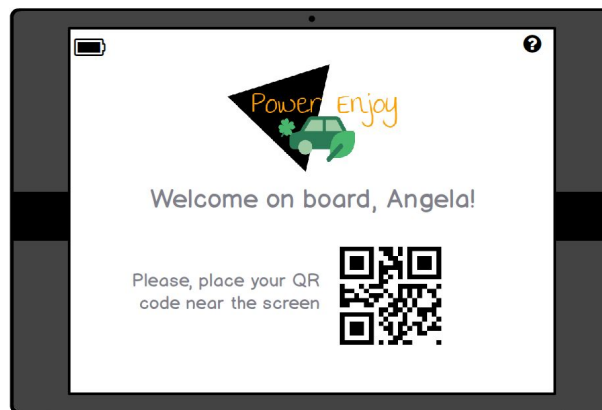 Power Enjoy
Welcome on board, Angela!
Please, place your QR
code near the screen